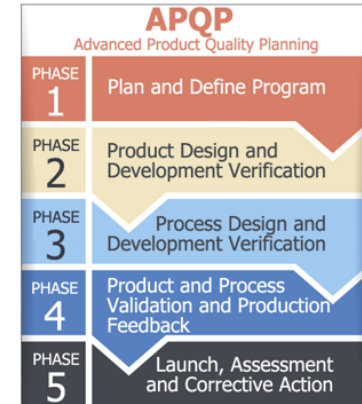 APQP
Advanced Product Quality Planning
PHASE
1
Plan and Define Program
PHASE
2
Product Design and
Development Verification
PHASE
3
Process Design and
Development Verification
PHASE
4
Product and Process
Validation and Production
Feedback
PHASE
5
Launch, Assessment
and Corrective Action